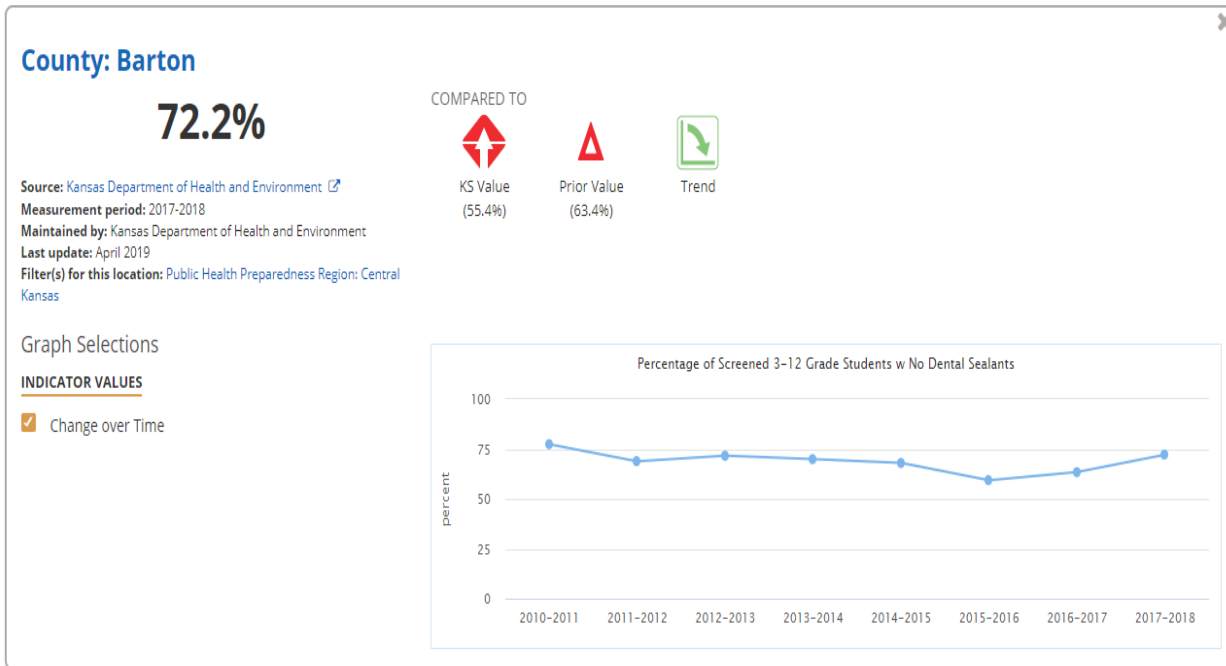 County: Barton
72.2%
Source: Kansas Department of Health and Environment
Measurement period: 2017-2018
Maintained by: Kansas Department of Health and Environment
Last update: April 2019
Filter(s) for this location: Public Health Preparedness Region: Central
Kansas
COMPARED TO
KS Value
(55.4%)
Prior Value
(63.4%)
Trend
Graph Selections
INDICATOR VALUES
Change over Time
Percentage of Screened 3-12 Grade Students w No Dental Sealants
percent
100
75
50
25
0
2010-2011 2011-2012 2012-2013 2013-2014 2014-2015 2015-2016 2016-2017 2017-2018